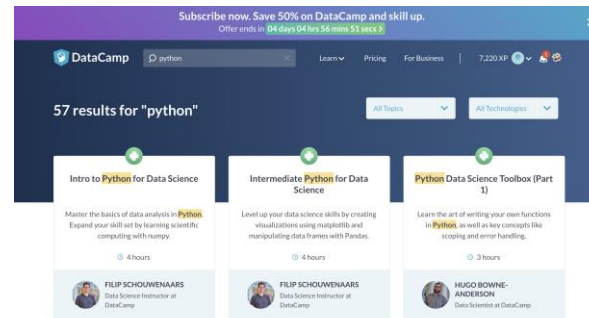 Subscribe now. Save 50% on DataCamp and skill up.
Offer ends in 04 days 04 hrs 56 mins 51 secs >
DataCamp python Learn Pricing For Business 7,220 XP
57 results for "python"
All Topics
All Technologies
Intro to Python for Data Science
Master the basics of data analysis in Python.
Expand your skill set by learning scientific
computing with numpy.
4 hours
FILIP SCHOUWENAARS
Data Science Instructor at
DataCamp
Intermediate Python for Data
Science
Level up your data science skills by creating
visualizations using matplotlib and
manipulating data frames with Pandas.
4 hours
FILIP SCHOUWENAARS
Data Science Instructor at
DataCamp
Python Data Science Toolbox (Part
1)
Learn the art of writing your own functions
in Python, as well as key concepts like
scoping and error handling.
3 hours
HUGO BOWNE-
ANDERSON
Data Scientist at DataCamp